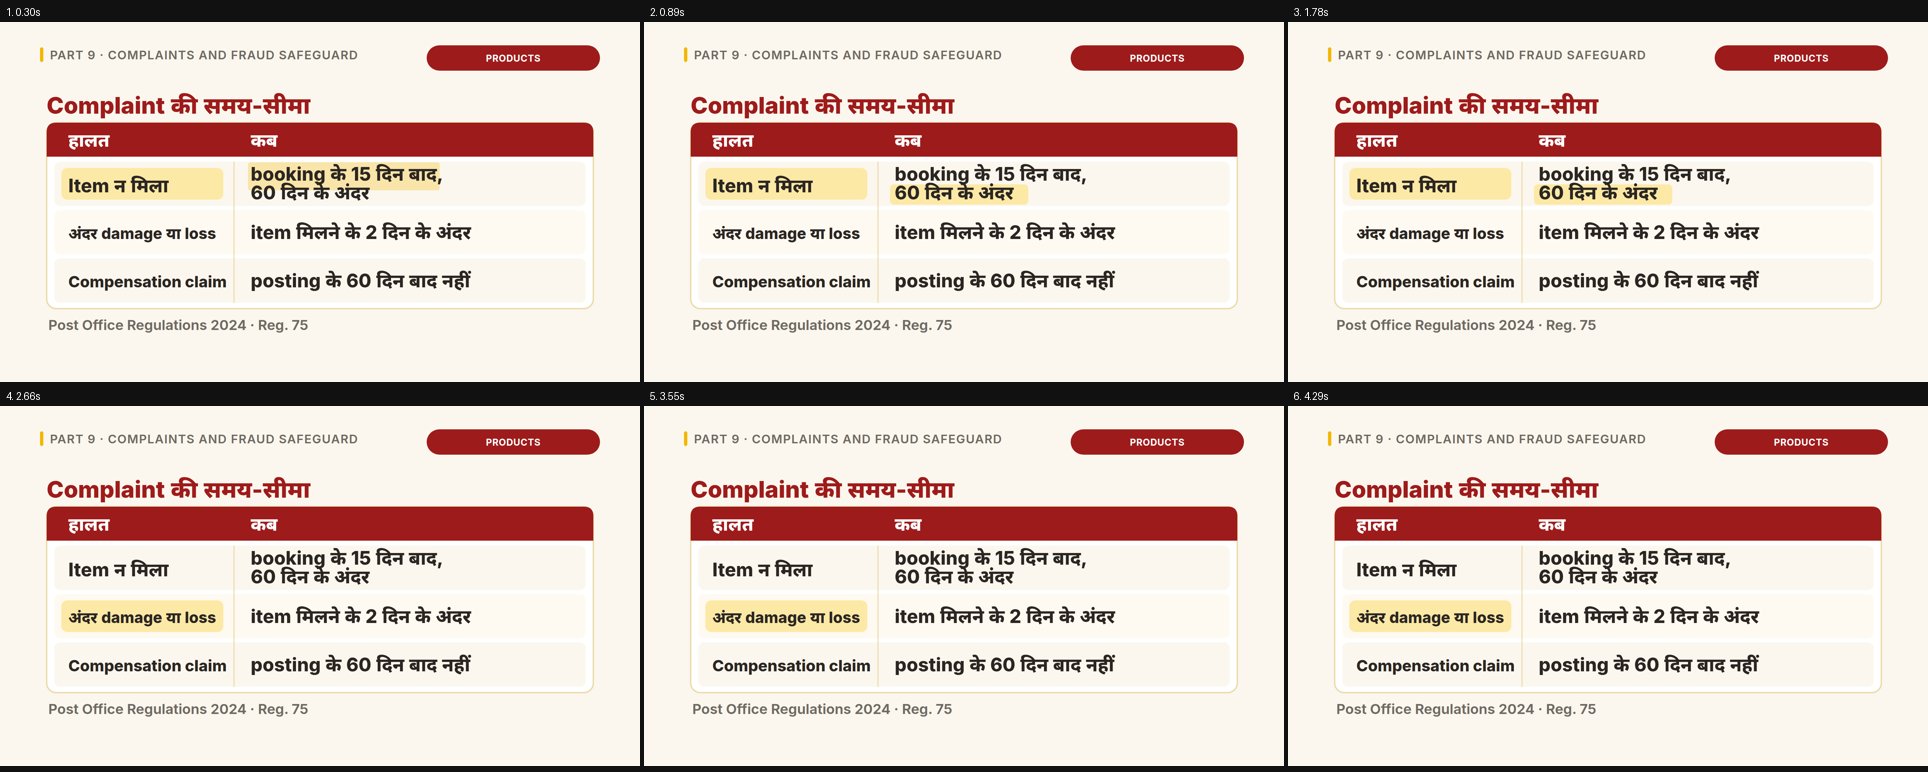 1. 0.30s
PART 9 · COMPLAINTS AND FRAUD SAFEGUARD
PRODUCTS
Complaint की समय-सीमा
हालत कब
Item न मिला booking के 15 दिन बाद,
60 दिन के अंदर
अंदर damage या loss item मिलने के 2 दिन के अंदर
Compensation claim posting के 60 दिन बाद नहीं
Post Office Regulations 2024 · Reg. 75
2. 0.89s
PART 9 · COMPLAINTS AND FRAUD SAFEGUARD
PRODUCTS
Complaint की समय-सीमा
हालत कब
Item न मिला booking के 15 दिन बाद,
60 दिन के अंदर
अंदर damage या loss item मिलने के 2 दिन के अंदर
Compensation claim posting के 60 दिन बाद नहीं
Post Office Regulations 2024 · Reg. 75
3. 1.78s
PART 9 · COMPLAINTS AND FRAUD SAFEGUARD
PRODUCTS
Complaint की समय-सीमा
हालत कब
Item न मिला booking के 15 दिन बाद,
60 दिन के अंदर
अंदर damage या loss item मिलने के 2 दिन के अंदर
Compensation claim posting के 60 दिन बाद नहीं
Post Office Regulations 2024 · Reg. 75
4. 2.66s
PART 9 · COMPLAINTS AND FRAUD SAFEGUARD
PRODUCTS
Complaint की समय-सीमा
हालत कब
Item न मिला booking के 15 दिन बाद,
60 दिन के अंदर
अंदर damage या loss item मिलने के 2 दिन के अंदर
Compensation claim posting के 60 दिन बाद नहीं
Post Office Regulations 2024 · Reg. 75
5. 3.55s
PART 9 · COMPLAINTS AND FRAUD SAFEGUARD
PRODUCTS
Complaint की समय-सीमा
हालत कब
Item न मिला booking के 15 दिन बाद,
60 दिन के अंदर
अंदर damage या loss item मिलने के 2 दिन के अंदर
Compensation claim posting के 60 दिन बाद नहीं
Post Office Regulations 2024 · Reg. 75
6. 4.29s
PART 9 · COMPLAINTS AND FRAUD SAFEGUARD
PRODUCTS
Complaint की समय-सीमा
हालत कब
Item न मिला booking के 15 दिन बाद,
60 दिन के अंदर
अंदर damage या loss item मिलने के 2 दिन के अंदर
Compensation claim posting के 60 दिन बाद नहीं
Post Office Regulations 2024 · Reg. 75